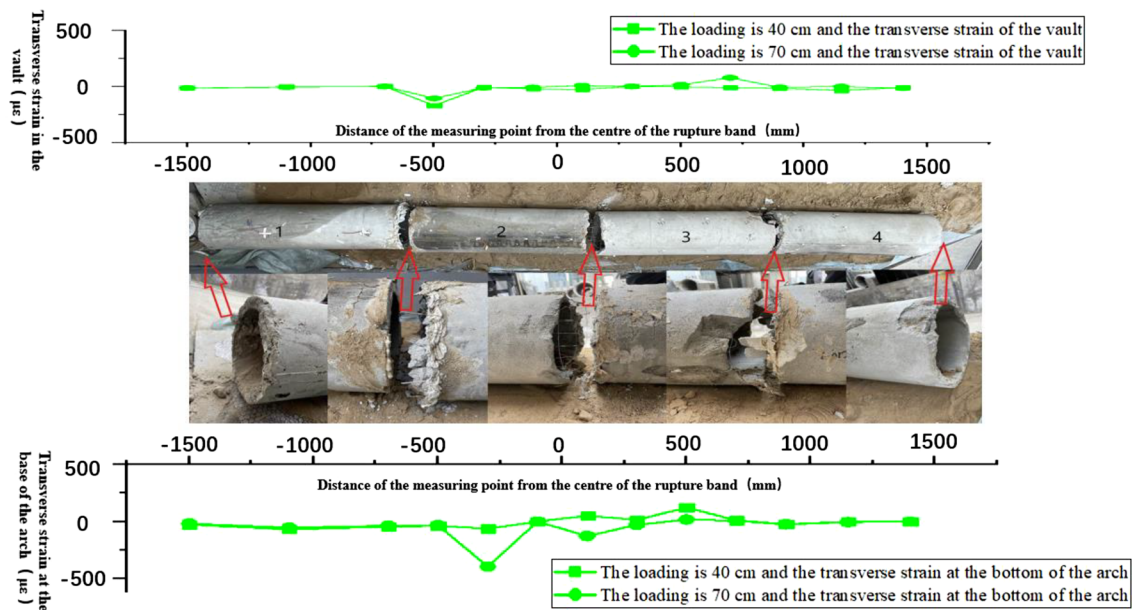 The loading is 40 cm and the transverse strain of the vault
The loading is 70 cm and the transverse strain of the vault
Transverse strain in the
vault ( με )
500
0
-500
Distance of the measuring point from the centre of the rupture band (mm)
-1500 -1000 -500 0 500 1000 1500
1 2 3 4
-1500 -1000 -500 0 500 1000 1500
Transverse strain at the
base of the arch ( με )
500
0
-500
Distance of the measuring point from the centre of the rupture band (mm)
The loading is 40 cm and the transverse strain at the bottom of the arch
The loading is 70 cm and the transverse strain at the bottom of the arch